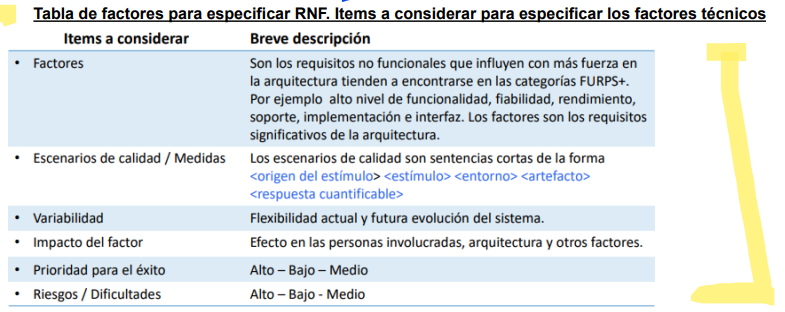 Tabla de factores para especificar RNF. Items a considerar para especificar los factores técnicos
Items a considerar Breve descripción
• Factores Son los requisitos no funcionales que influyen con más fuerza en
la arquitectura tienden a encontrarse en las categorías FURPS+.
Por ejemplo alto nivel de funcionalidad, fiabilidad, rendimiento,
soporte, implementación e interfaz. Los factores son los requisitos
significativos de la arquitectura.
• Escenarios de calidad / Medidas Los escenarios de calidad son sentencias cortas de la forma
<origen del estímulo> <estímulo> <entorno> <artefacto>
<respuesta cuantificable>
• Variabilidad Flexibilidad actual y futura evolución del sistema.
• Impacto del factor Efecto en las personas involucradas, arquitectura y otros factores.
• Prioridad para el éxito Alto – Bajo – Medio
• Riesgos / Dificultades Alto – Bajo - Medio